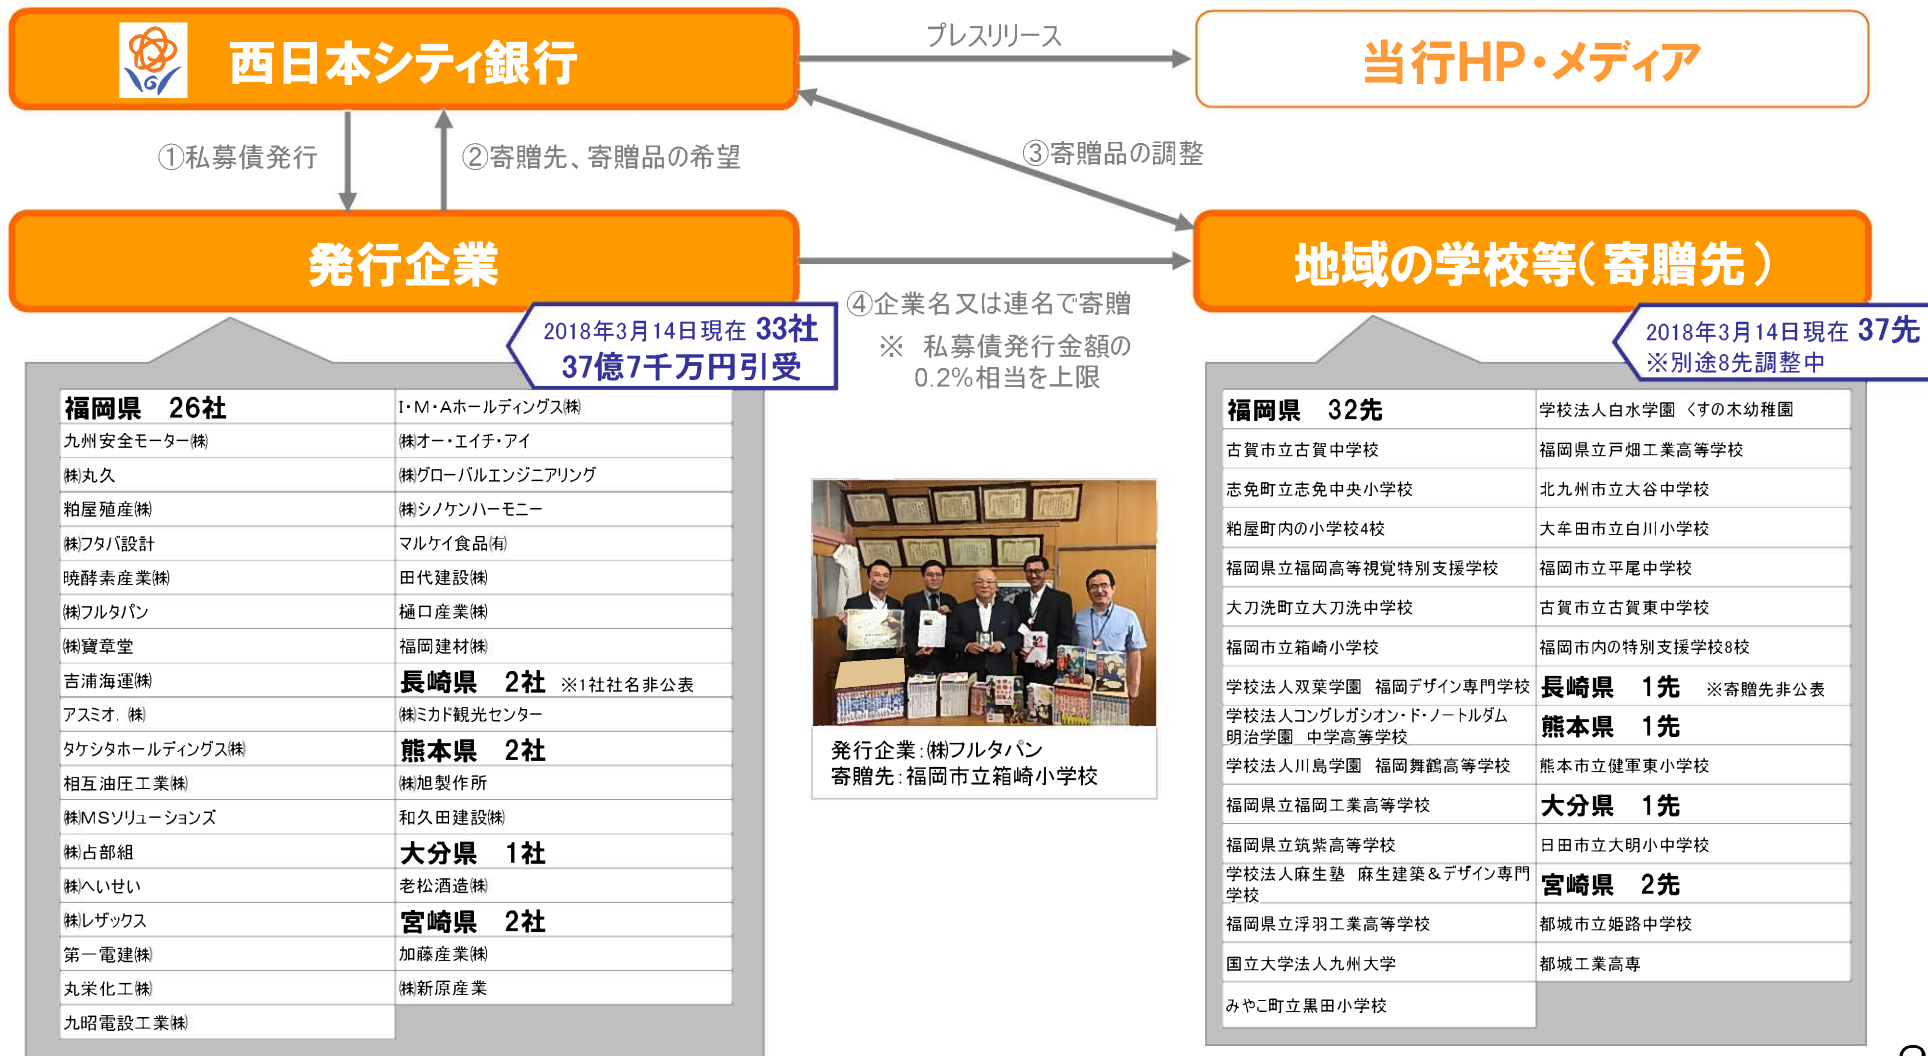 西日本シティ銀行
プレスリリース
当行HP・メディア
①私募債発行
②寄贈先、寄贈品の希望
③寄贈品の調整
発行企業
地域の学校等(寄贈先)
④企業名又は連名で寄贈
※ 私募債発行金額の
0.2%相当を上限
2018年3月14日現在 33社
37億7千万円引受
2018年3月14日現在 37先
※別途8先調整中
福岡県 26社
九州安全モーター㈱
㈱丸久
粕屋殖産㈱
㈱フタバ設計
暁酵素産業㈱
㈱フルタパン
㈱寶章堂
吉浦海運㈱
アスミオ. ㈱
タケシタホールディングス㈱
相互油圧工業㈱
㈱MSソリューションズ
㈱占部組
㈱へいせい
㈱レザックス
第一電建㈱
丸栄化工㈱
九昭電設工業㈱
I・M・Aホールディングス㈱
㈱オー・エイチ・アイ
㈱グローバルエンジニアリング
㈱シノケンハーモニー
マルケイ食品㈲
田代建設㈱
樋口産業㈱
福岡建材㈱
長崎県 2社 ※1社社名非公表
㈱ミカド観光センター
熊本県 2社
㈱旭製作所
和久田建設㈱
大分県 1社
老松酒造㈱
宮崎県 2社
加藤産業㈱
㈱新原産業
発行企業:㈱フルタパン
寄贈先:福岡市立箱崎小学校
福岡県 32先
古賀市立古賀中学校
志免町立志免中央小学校
粕屋町内の小学校4校
福岡県立福岡高等視覚特別支援学校
大刀洗町立大刀洗中学校
福岡市立箱崎小学校
学校法人双葉学園 福岡デザイン専門学校
学校法人コングレガシオン・ド・ノートルダム
明治学園 中学高等学校
学校法人川島学園 福岡舞鶴高等学校
福岡県立福岡工業高等学校
福岡県立筑紫高等学校
学校法人麻生塾 麻生建築&デザイン専門
学校
福岡県立浮羽工業高等学校
国立大学法人九州大学
みやこ町立黒田小学校
学校法人白水学園 くすの木幼稚園
福岡県立戸畑工業高等学校
北九州市立大谷中学校
大牟田市立白川小学校
福岡市立平尾中学校
古賀市立古賀東中学校
福岡市内の特別支援学校8校
長崎県 1先 ※寄贈先非公表
熊本県 1先
熊本市立健軍東小学校
大分県 1先
日田市立大明小中学校
宮崎県 2先
都城市立姫路中学校
都城工業高専